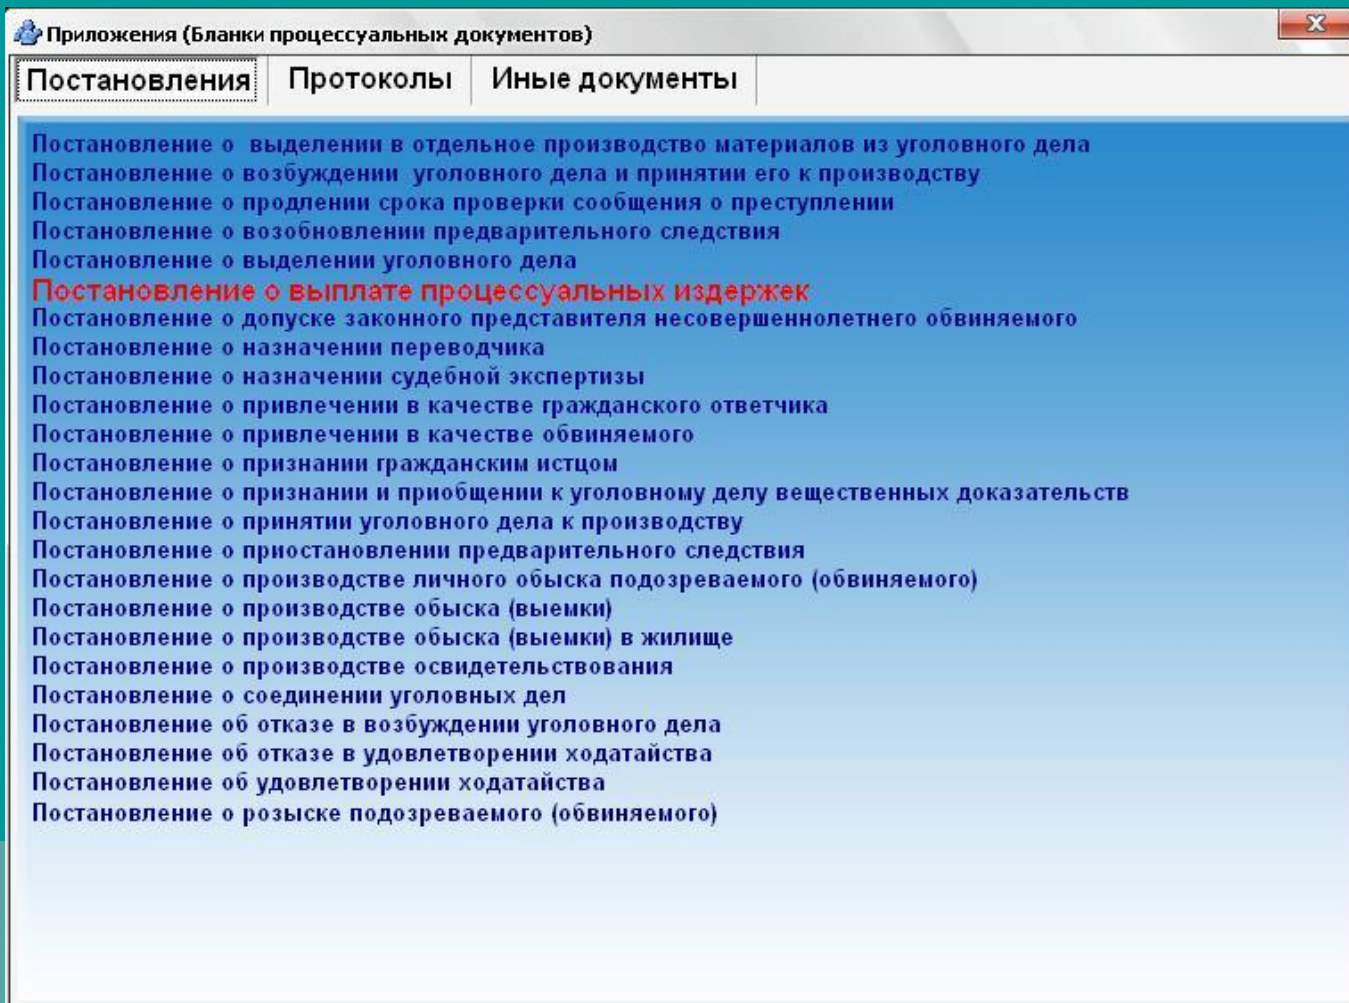 Приложения (Бланки процессуальных документов)
Постановления Протоколы Иные документы
Постановление о выделении в отдельное производство материалов из уголовного дела
Постановление о возбуждении уголовного дела и принятии его к производству
Постановление о продлении срока проверки сообщения о преступлении
Постановление о возобновлении предварительного следствия
Постановление о выделении уголовного дела
Постановление о выплате процессуальных издержек
Постановление о допуске законного представителя несовершеннолетнего обвиняемого
Постановление о назначении переводчика
Постановление о назначении судебной экспертизы
Постановление о привлечении в качестве гражданского ответчика
Постановление о привлечении в качестве обвиняемого
Постановление о признании гражданским истцом
Постановление о признании и приобщении к уголовному делу вещественных доказательств
Постановление о принятии уголовного дела к производству
Постановление о приостановлении предварительного следствия
Постановление о производстве личного обыска подозреваемого (обвиняемого)
Постановление о производстве обыска (выемки)
Постановление о производстве обыска (выемки) в жилище
Постановление о производстве освидетельствования
Постановление о соединении уголовных дел
Постановление об отказе в возбуждении уголовного дела
Постановление об отказе в удовлетворении ходатайства
Постановление об удовлетворении ходатайства
Постановление о розыске подозреваемого (обвиняемого)